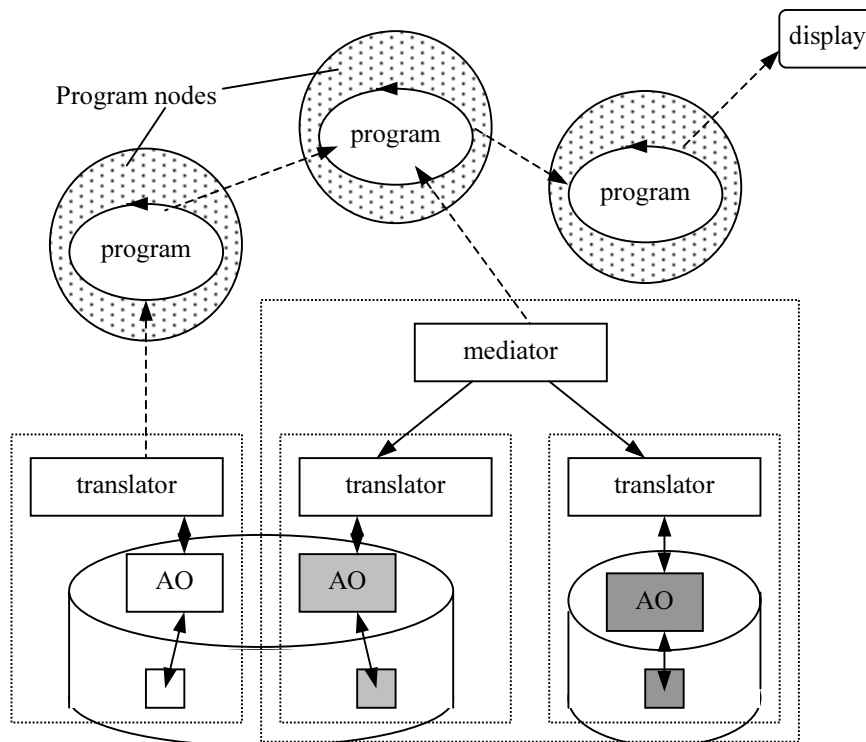 display
Program nodes
program
program
program
mediator
translator
translator
translator
AO
AO
AO